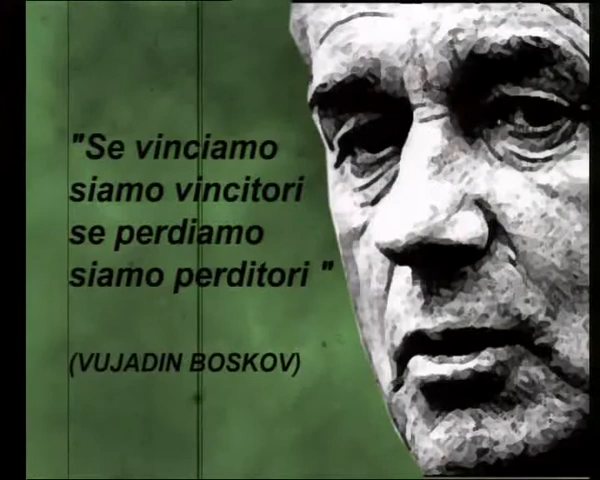 "Se vinciamo
siamo vincitori
se perdiamo
siamo perditori "
(VUJADIN BOSKOV)